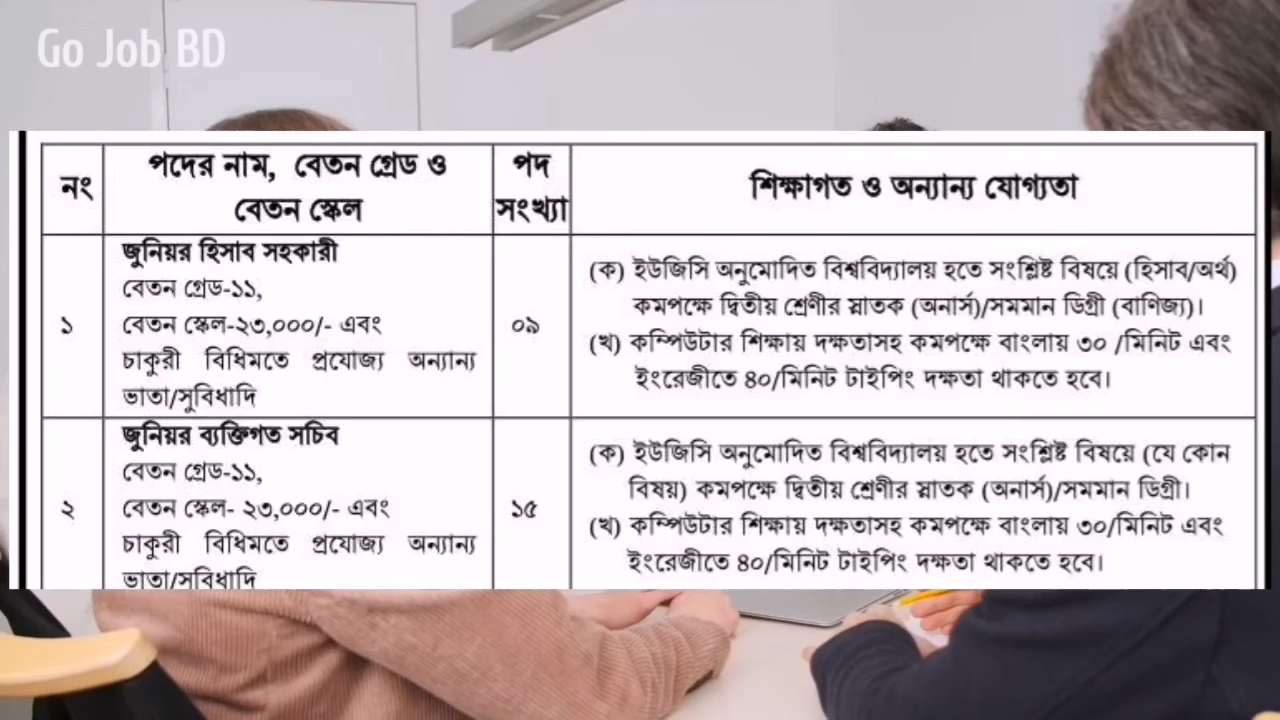 Go Job BD
নং
পদের নাম, বেতন গ্রেড ও
বেতন স্কেল
পদ
সংখ্যা
শিক্ষাগত ও অন্যান্য যোগ্যতা
১
জুনিয়র হিসাব সহকারী
বেতন গ্রেড-১১,
বেতন স্কেল-২৩,০০০/- এবং
চাকুরী বিধিমতে প্রযোজ্য অন্যান্য
ভাতা/সুবিধাদি
০৯
(ক) ইউজিসি অনুমোদিত বিশ্ববিদ্যালয় হতে সংশ্লিষ্ট বিষয়ে (হিসাব/অর্থ)
কমপক্ষে দ্বিতীয় শ্রেণীর স্নাতক (অনার্স)/সমমান ডিগ্রী (বাণিজ্য)।
(খ) কম্পিউটার শিক্ষায় দক্ষতাসহ কমপক্ষে বাংলায় ৩০ /মিনিট এবং
ইংরেজীতে ৪০/মিনিট টাইপিং দক্ষতা থাকতে হবে।
২
জুনিয়র ব্যক্তিগত সচিব
বেতন গ্রেড-১১,
বেতন স্কেল- ২৩,০০০/- এবং
চাকুরী বিধিমতে প্রযোজ্য অন্যান্য
ভাতা/সুবিধাদি
১৫
(ক) ইউজিসি অনুমোদিত বিশ্ববিদ্যালয় হতে সংশ্লিষ্ট বিষয়ে (যে কোন
বিষয়) কমপক্ষে দ্বিতীয় শ্রেণীর স্নাতক (অনার্স)/সমমান ডিগ্রী।
(খ) কম্পিউটার শিক্ষায় দক্ষতাসহ কমপক্ষে বাংলায় ৩০/মিনিট এবং
ইংরেজীতে ৪০/মিনিট টাইপিং দক্ষতা থাকতে হবে।